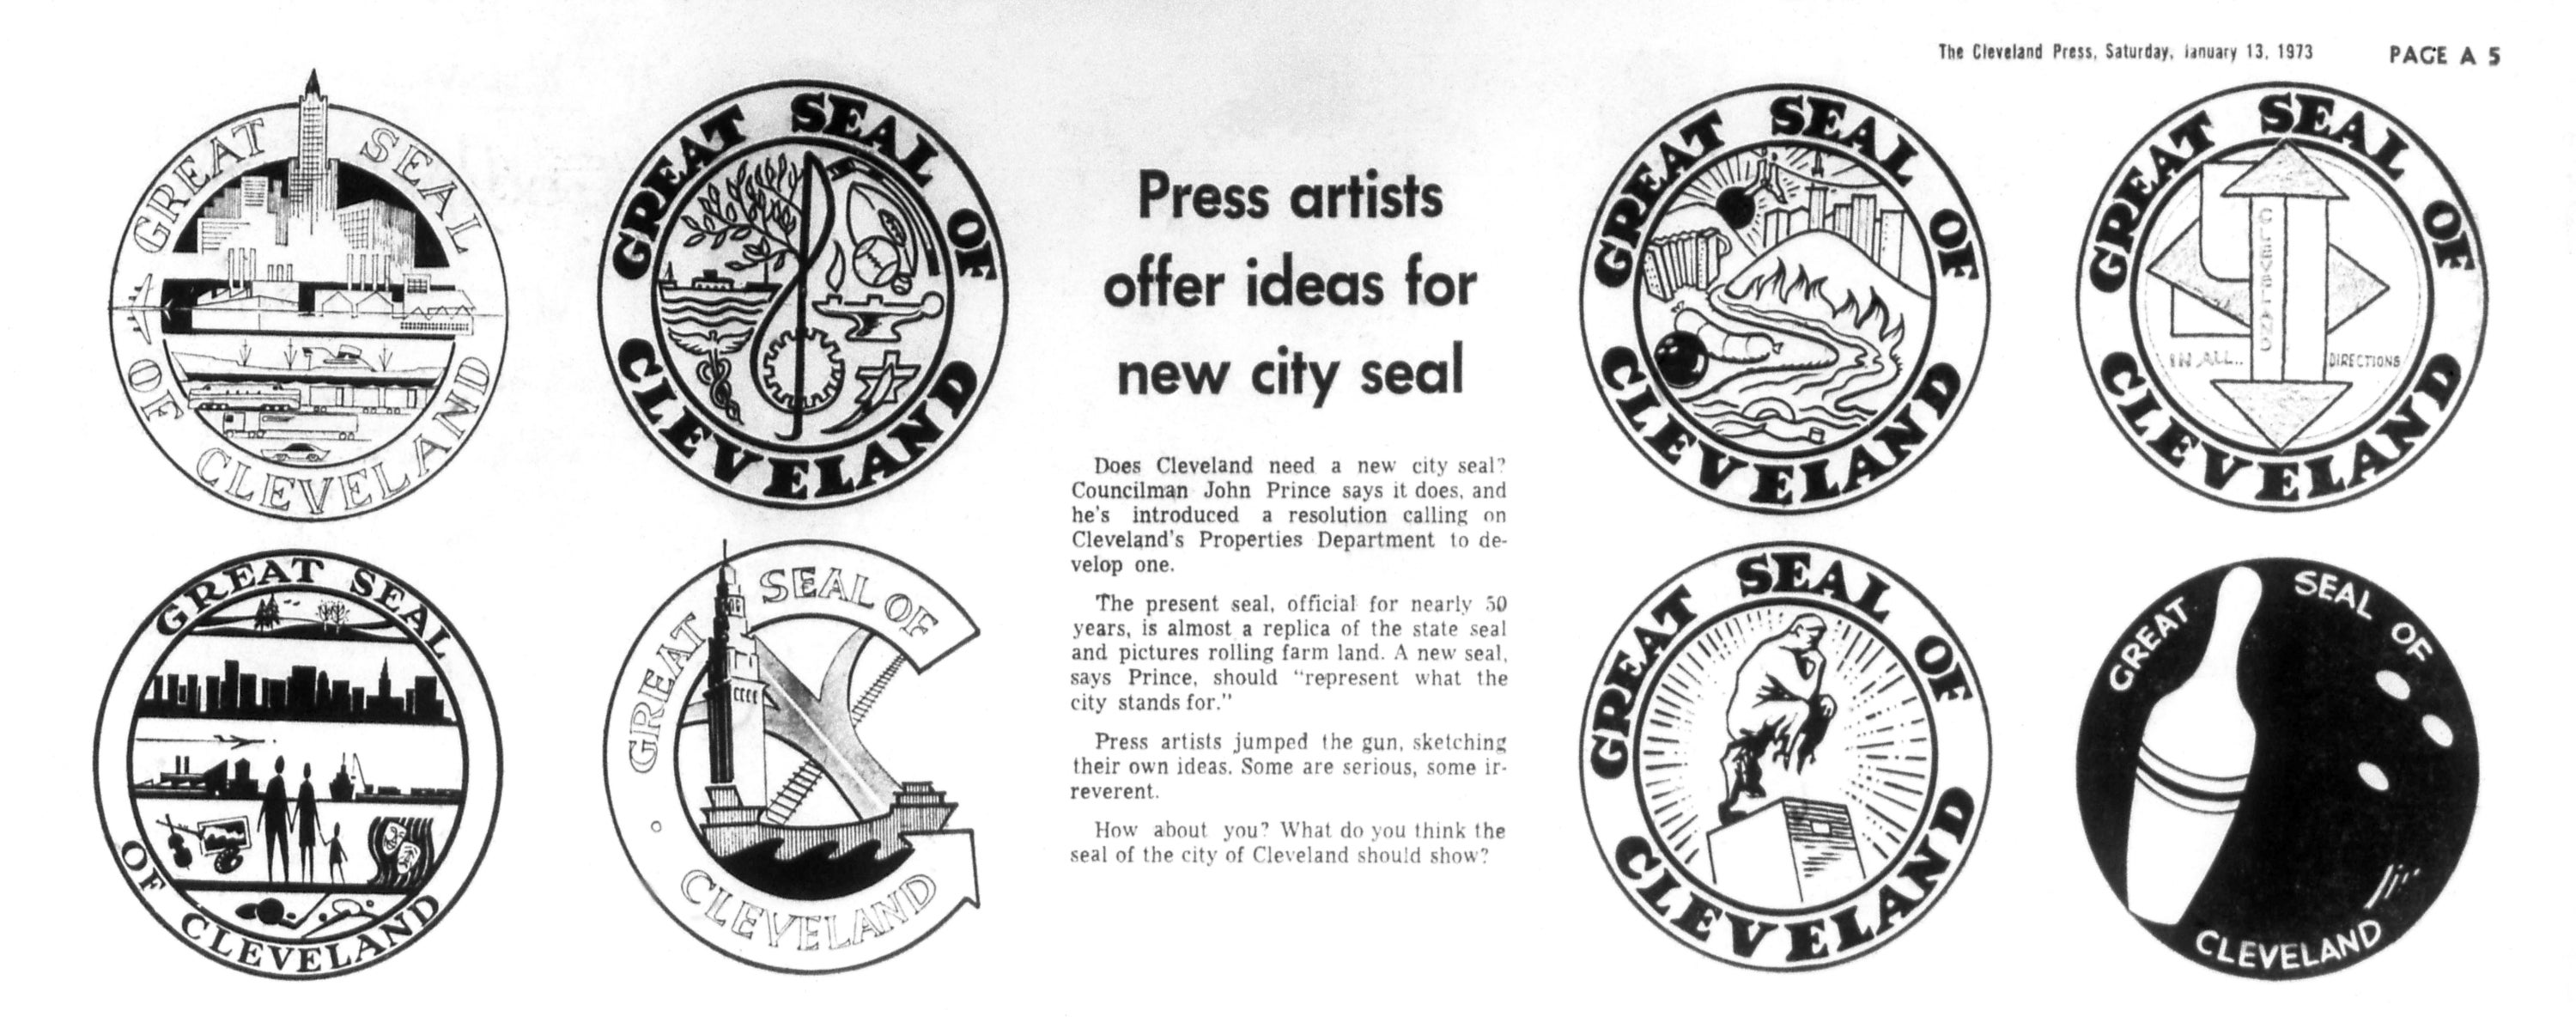 The Cleveland Press, Saturday, January 13, 1973
PAGE A 5
GREAT SEAL
OF CLEVELAND
GREAT SEAL OF
CLEVELAND
GREAT SEAL
OF CLEVELAND
GREAT SEAL OF
CLEVELAND
Press artists
offer ideas for
new city seal
Does Cleveland need a new city seal?
Councilman John Prince says it does, and
he's introduced a resolution calling on
Cleveland's Properties Department to de-
velop one.
The present seal, official for nearly 50
years, is almost a replica of the state seal
and pictures rolling farm land. A new seal,
says Prince, should "represent what the
city stands for."
Press artists jumped the gun, sketching
their own ideas. Some are serious, some ir-
reverent.
How about you? What do you think the
seal of the city of Cleveland should show?
GREAT SEAL OF
CLEVELAND
GREAT SEAL OF
CLEVELAND
CLEVELAND
IN ALL.. DIRECTIONS
GREAT SEAL OF
CLEVELAND
GREAT SEAL OF
CLEVELAND